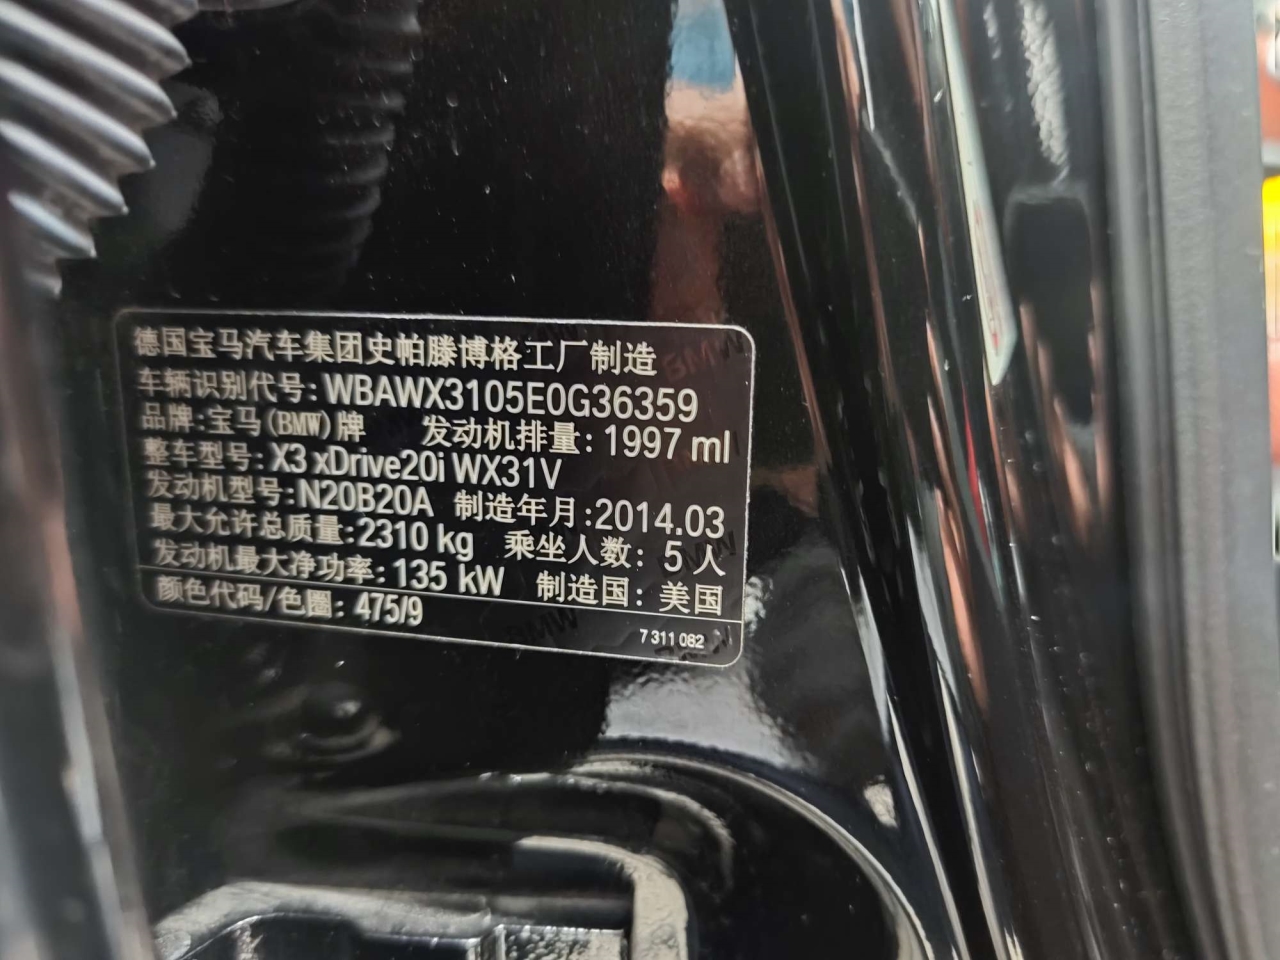 德国宝马汽车集团史帕滕博格工厂制造
车辆识别代号: WBAWX3105E0G36359
品牌: 宝马(BMW)牌 发动机排量: 1997 ml
整车型号: X3 xDrive20i WX31V
发动机型号: N20B20A 制造年月: 2014.03
最大允许总质量: 2310 kg 乘坐人数: 5 人
发动机最大净功率: 135 kW 制造国: 美国
颜色代码/色圈: 475/9
7 311 082